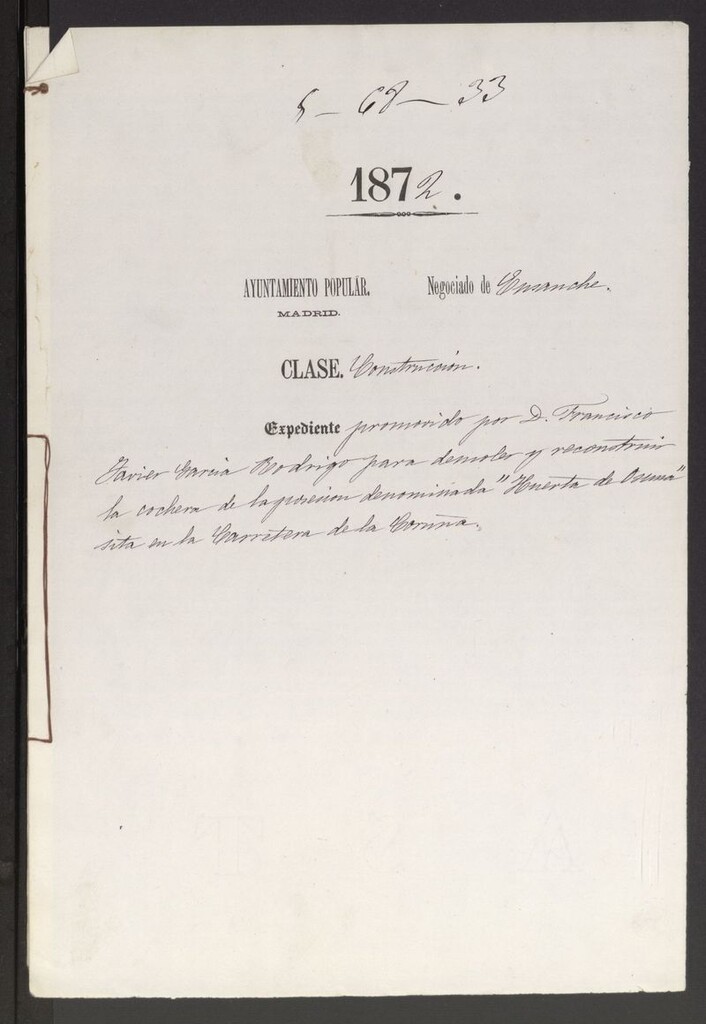 5 – 68 – 33
1872.
AYUNTAMIENTO POPULAR. Negociado de Ensanche.
MADRID.
CLASE. Construccion.
Expediente promovido por D. Francisco
Javier Garcia Rodrigo para demoler y reconstruir
la cochera de la posesion denominada "Huerta de Osuna"
sita en la Carretera de la Coruña.